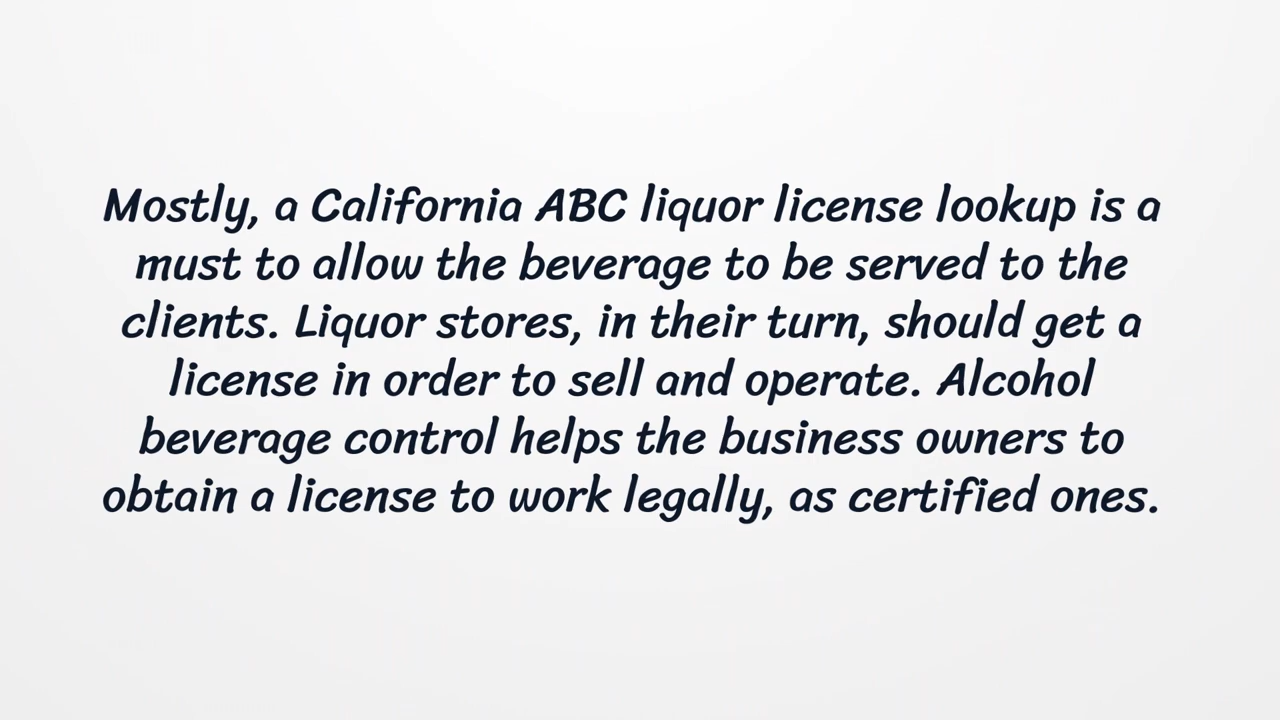 Mostly, a California ABC liquor license lookup is a
must to allow the beverage to be served to the
clients. Liquor stores, in their turn, should get a
license in order to sell and operate. Alcohol
beverage control helps the business owners to
obtain a license to work legally, as certified ones.